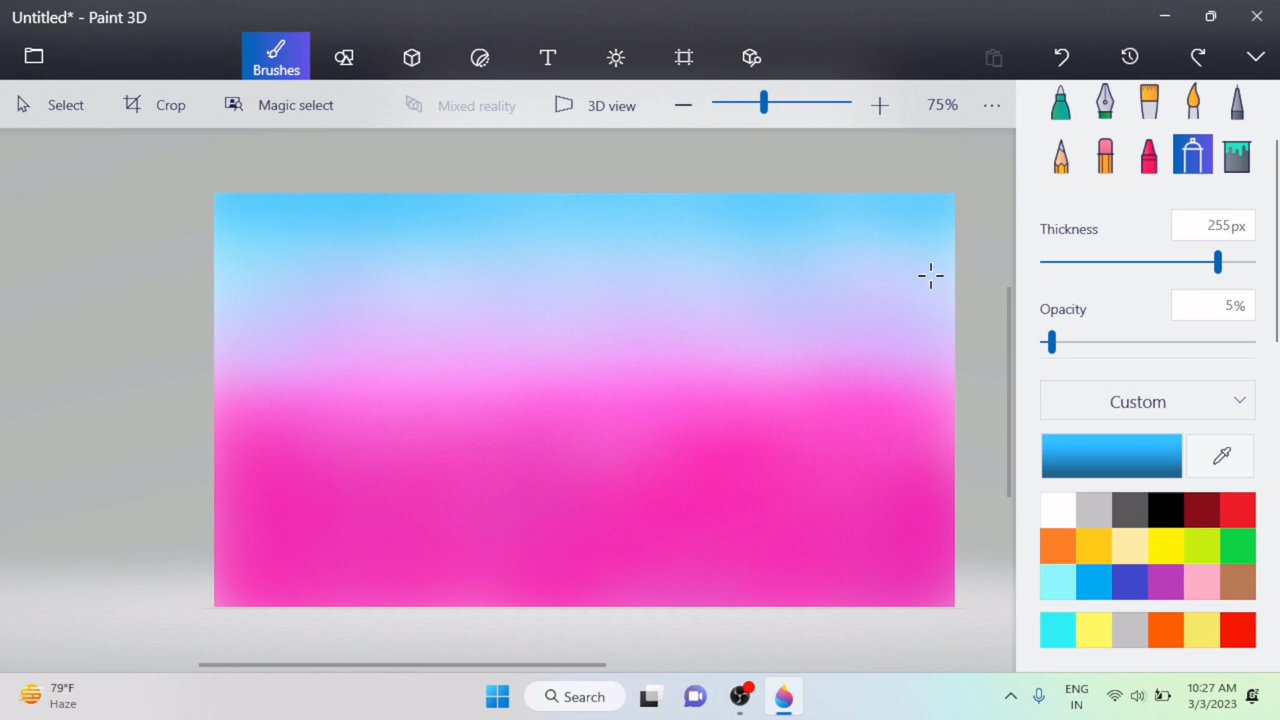 Untitled* - Paint 3D
Brushes
Select
Crop
Magic select
Mixed reality
3D view
75%
Thickness
255px
Opacity
5%
Custom
79°F
Haze
Search
ENG
IN
10:27 AM
3/3/2023